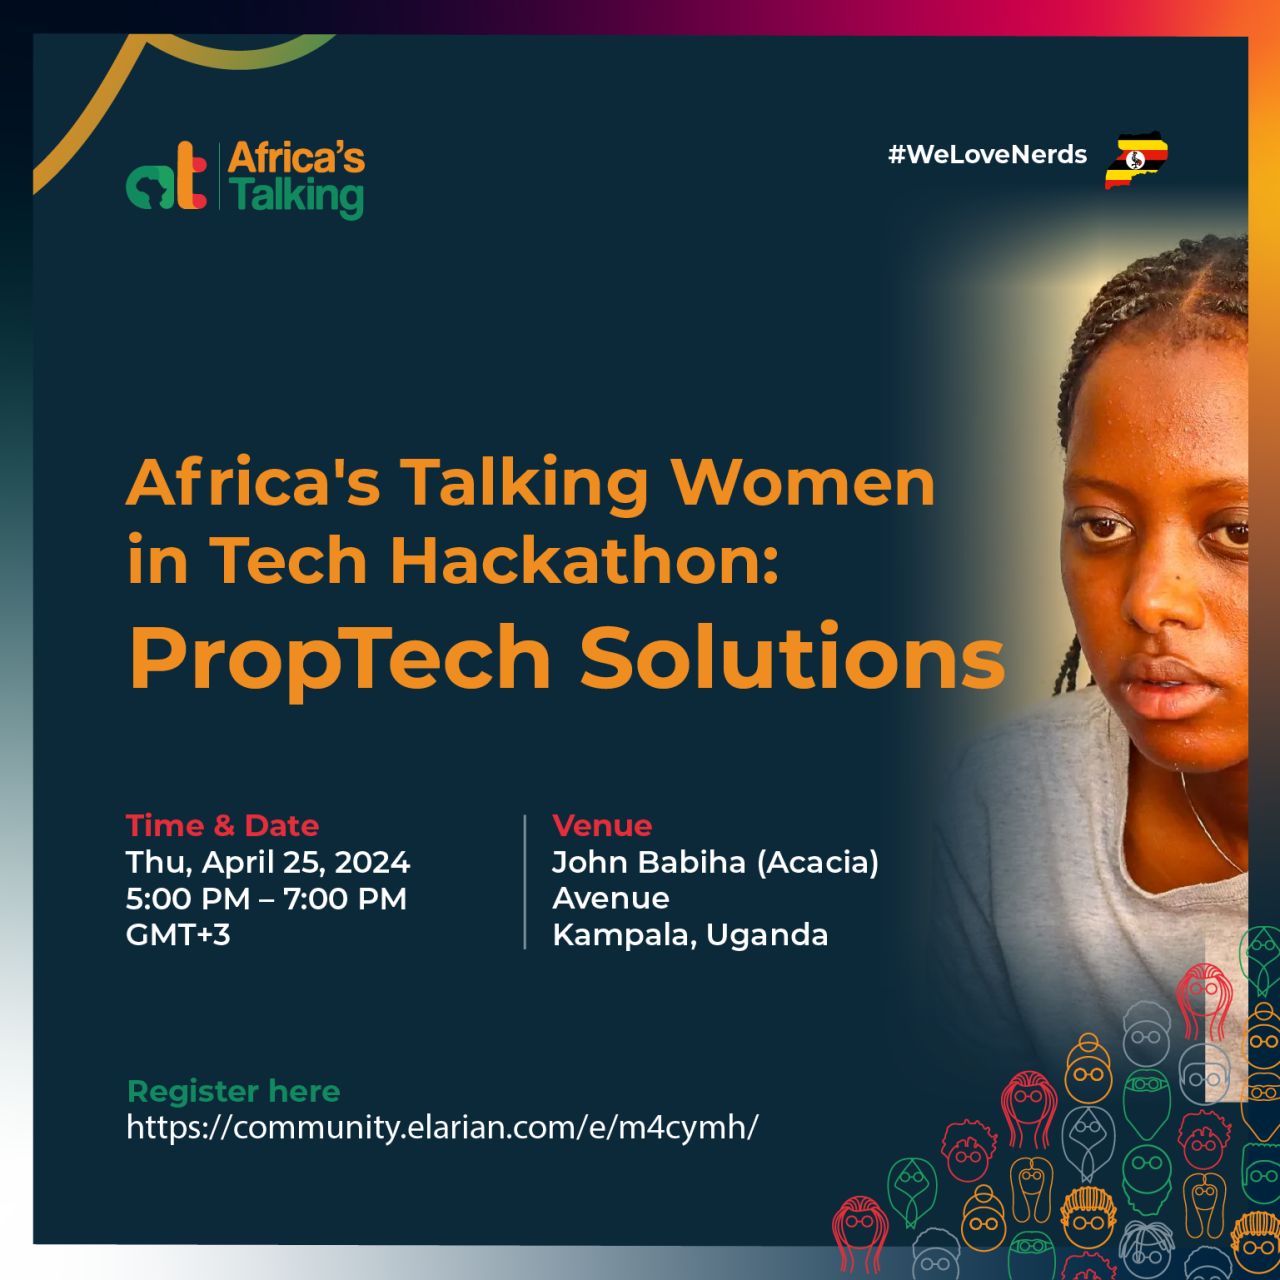 at
Africa's
Talking
#WeLoveNerds
Africa's Talking Women
in Tech Hackathon:
PropTech Solutions
Time & Date
Thu, April 25, 2024
5:00 PM – 7:00 PM
GMT+3
Venue
John Babiha (Acacia)
Avenue
Kampala, Uganda
Register here
https://community.elarian.com/e/m4cymh/